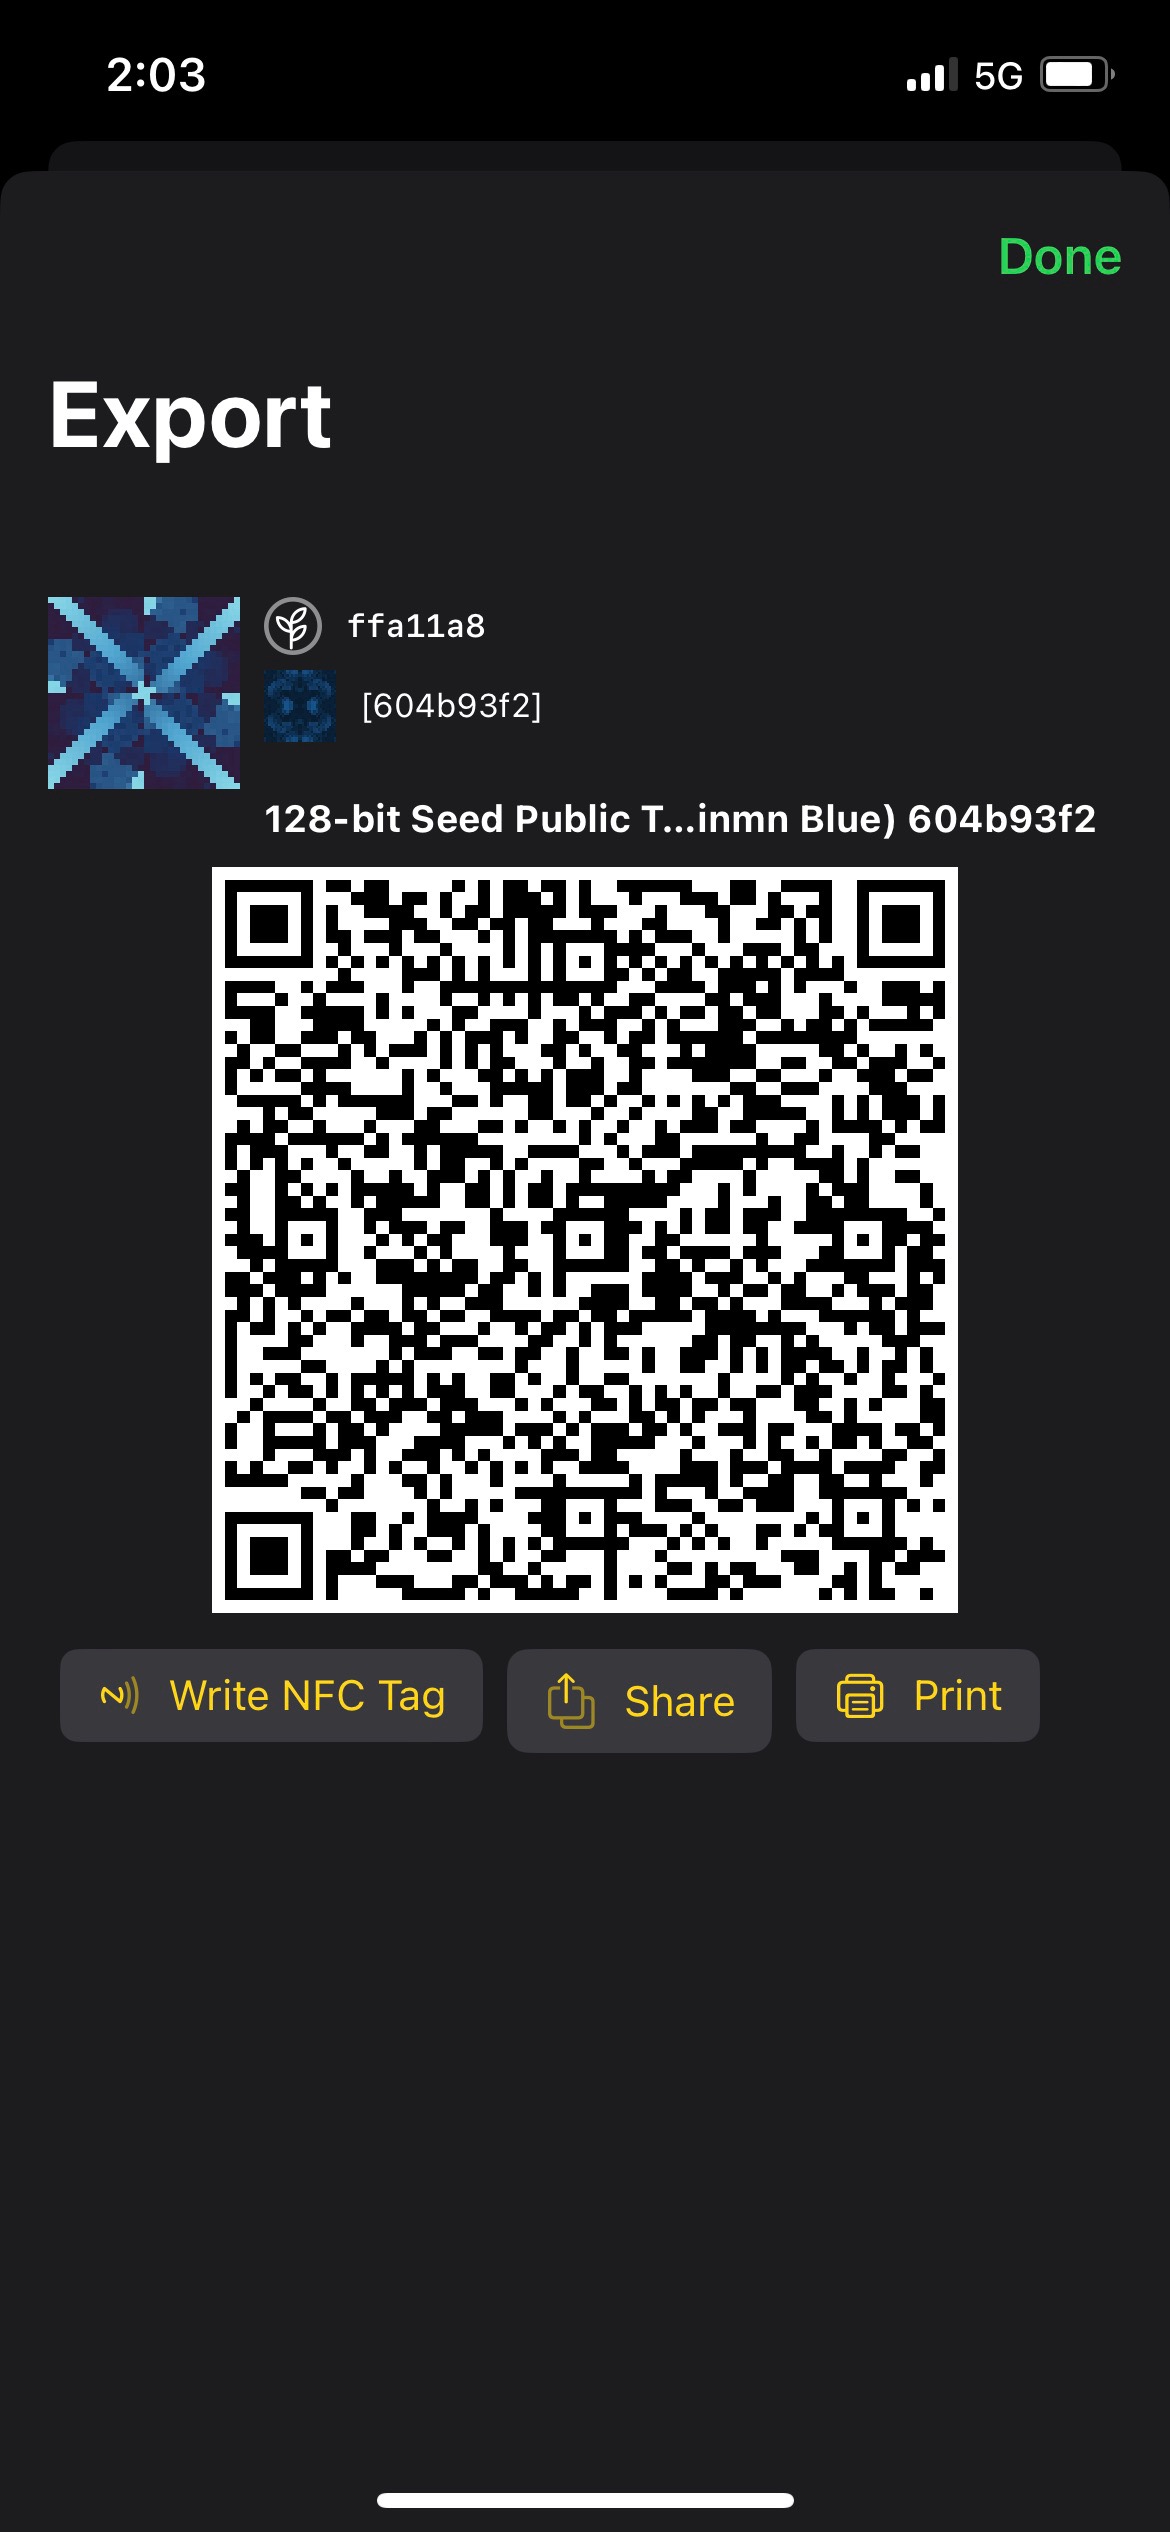 2:03
5G
Done
Export
ffa11a8
[604b93f2]
128-bit Seed Public T...inmn Blue) 604b93f2
Write NFC Tag
Share
Print